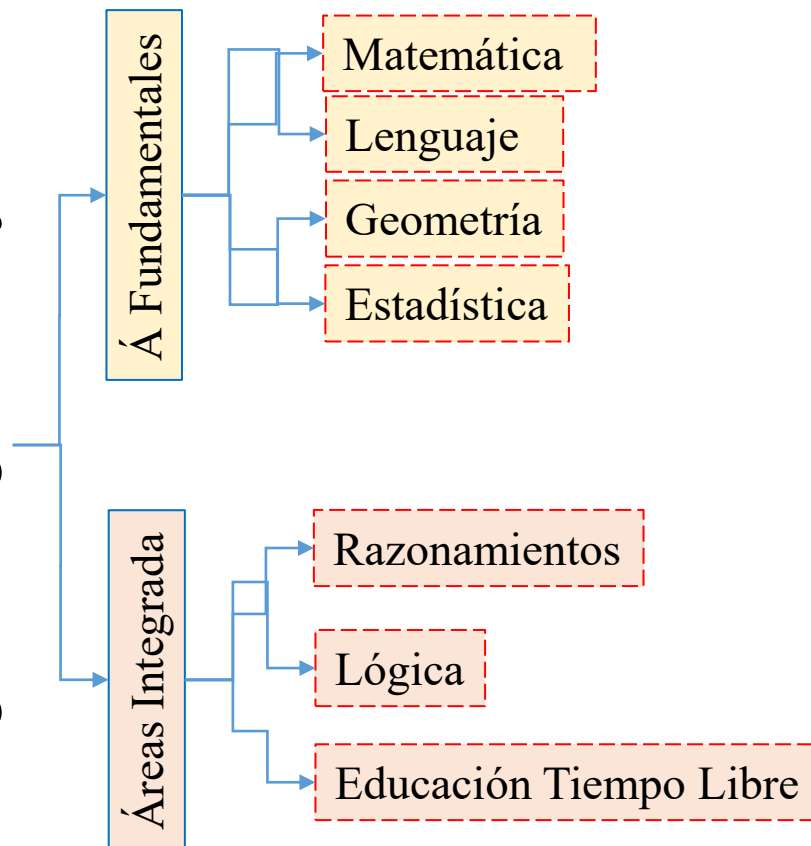 Á Fundamentales
Matemática
Lenguaje
Geometría
Estadística
Áreas Integrada
Razonamientos
Lógica
Educación Tiempo Libre